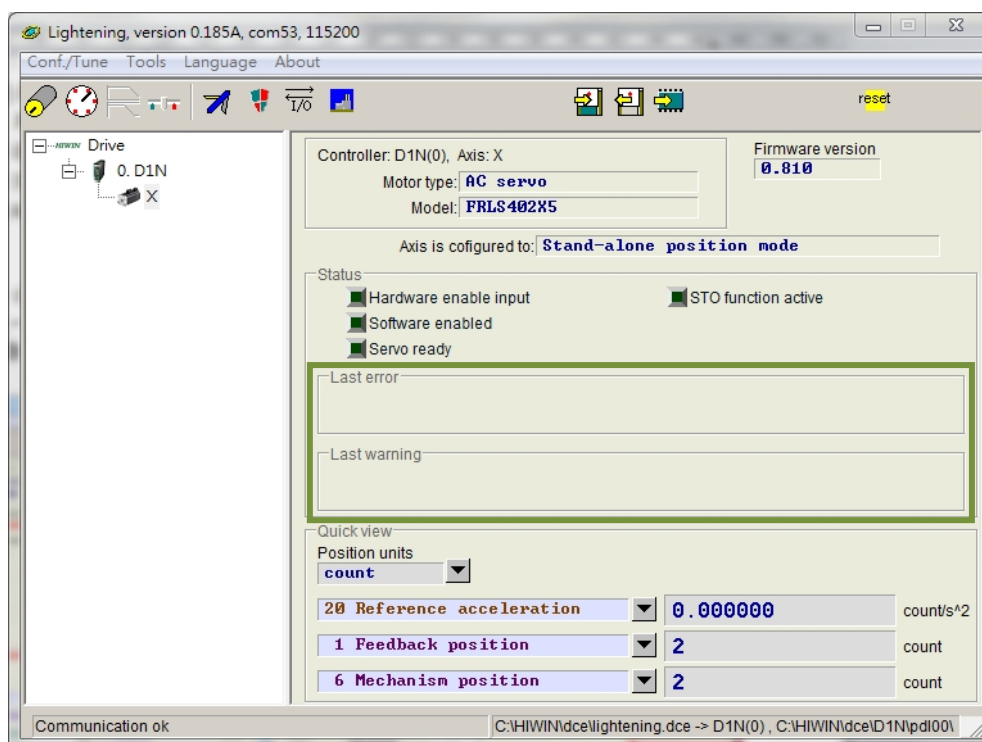 Lightening, version 0.185A, com53, 115200
Conf./Tune Tools Language About
I/O
reset
HIWIN Drive
0. D1N
X
Controller: D1N(0), Axis: X
Motor type: AC servo
Model: FRLS402X5
Firmware version
0.810
Axis is cofigured to: Stand-alone position mode
Status
Hardware enable input
STO function active
Software enabled
Servo ready
Last error
Last warning
Quick view
Position units
count
20 Reference acceleration 0.000000 count/s^2
1 Feedback position 2 count
6 Mechanism position 2 count
Communication ok
C:\HIWIN\dce\lightening.dce -> D1N(0) , C:\HIWIN\dce\D1N\pdl00\